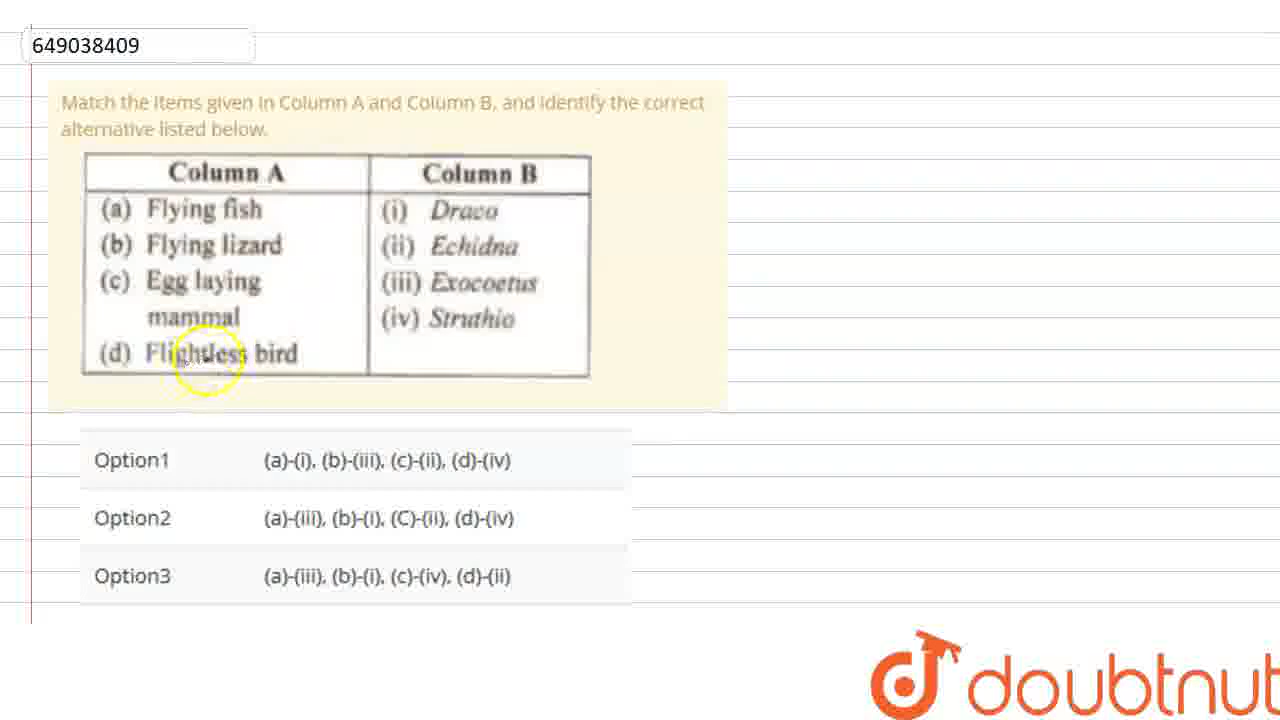 649038409
Match the items given in Column A and Column B, and identify the correct
alternative listed below.
Column A Column B
(a) Flying fish (i) Draco
(b) Flying lizard (ii) Echidna
(c) Egg laying (iii) Exocoetus
mammal (iv) Struthio
(d) Flightless bird
Option1 (a)-(i), (b)-(iii), (c)-(ii), (d)-(iv)
Option2 (a)-(iii), (b)-(i), (C)-(ii), (d)-(iv)
Option3 (a)-(iii), (b)-(i), (c)-(iv), (d)-(ii)
doubtnut